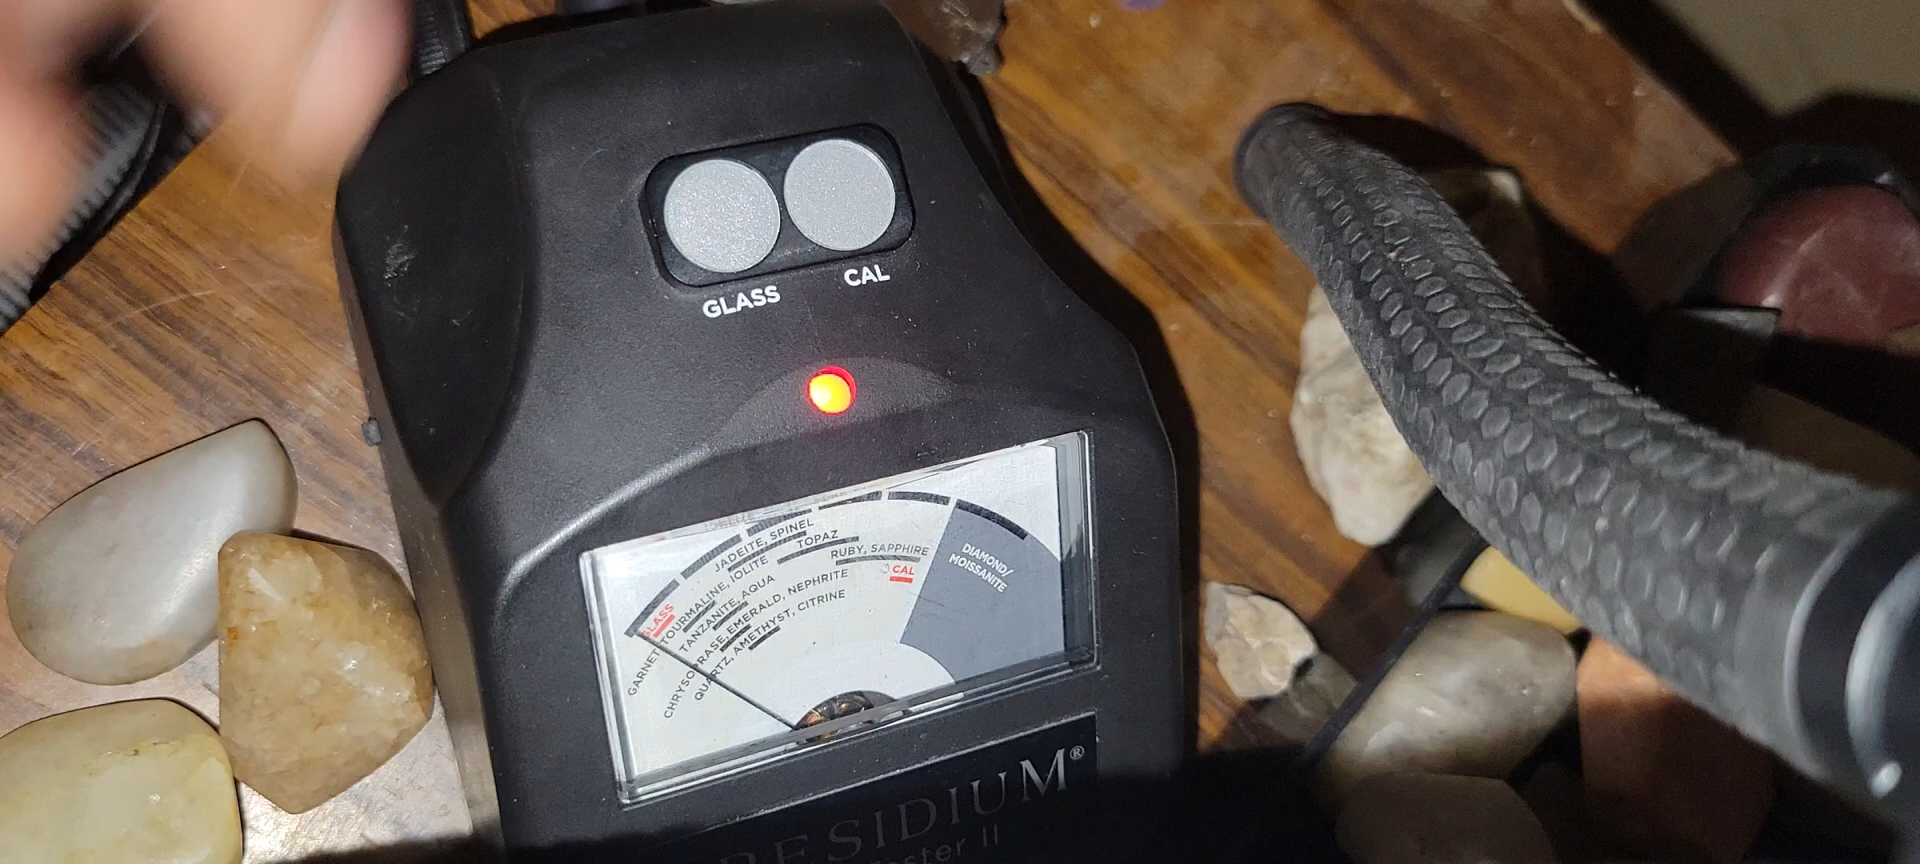 GLASS
CAL
JADEITE, SPINEL
TOPAZ
RUBY, SAPPHIRE
CAL
DIAMOND/
MOISSANITE
GLASS
TOURMALINE, IOLITE
GARNET
TANZANITE, AQUA
EMERALD, NEPHRITE
QUARTZ, AMETHYST, CITRINE
RESIDIUM®
II